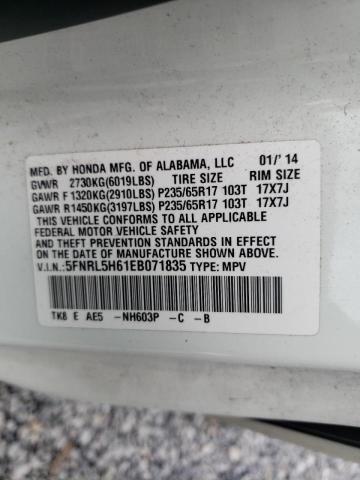 MFD. BY HONDA MFG. OF ALABAMA, LLC 01/'14
GVWR 2730KG(6019LBS) TIRE SIZE RIM SIZE
GAWR F 1320KG(2910LBS) P235/65R17 103T 17X7J
GAWR R1450KG(3197LBS) P235/65R17 103T 17X7J
THIS VEHICLE CONFORMS TO ALL APPLICABLE
FEDERAL MOTOR VEHICLE SAFETY AND
THEFT PREVENTION STANDARDS IN EFFECT ON
THE DATE OF MANUFACTURE SHOWN ABOVE.
V.I.N.:5FNRL5H61EB071835 TYPE: MPV
TK8 E AE5 -NH603P -C -B